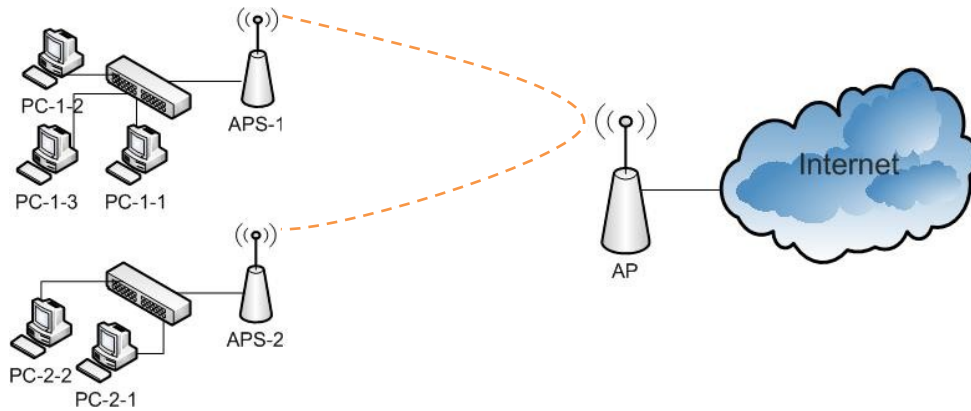 PC-1-2
APS-1
PC-1-3
PC-1-1
Internet
AP
APS-2
PC-2-2
PC-2-1